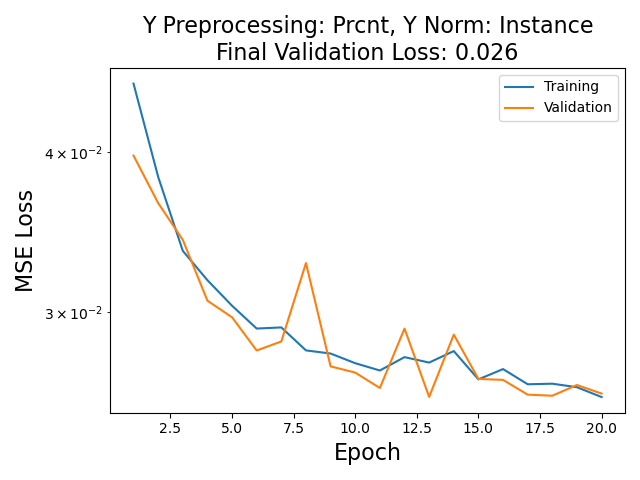 Y Preprocessing: Prcnt, Y Norm: Instance
Final Validation Loss: 0.026
Training
Validation
4 × 10⁻²
3 × 10⁻²
MSE Loss
2.5 5.0 7.5 10.0 12.5 15.0 17.5 20.0
Epoch